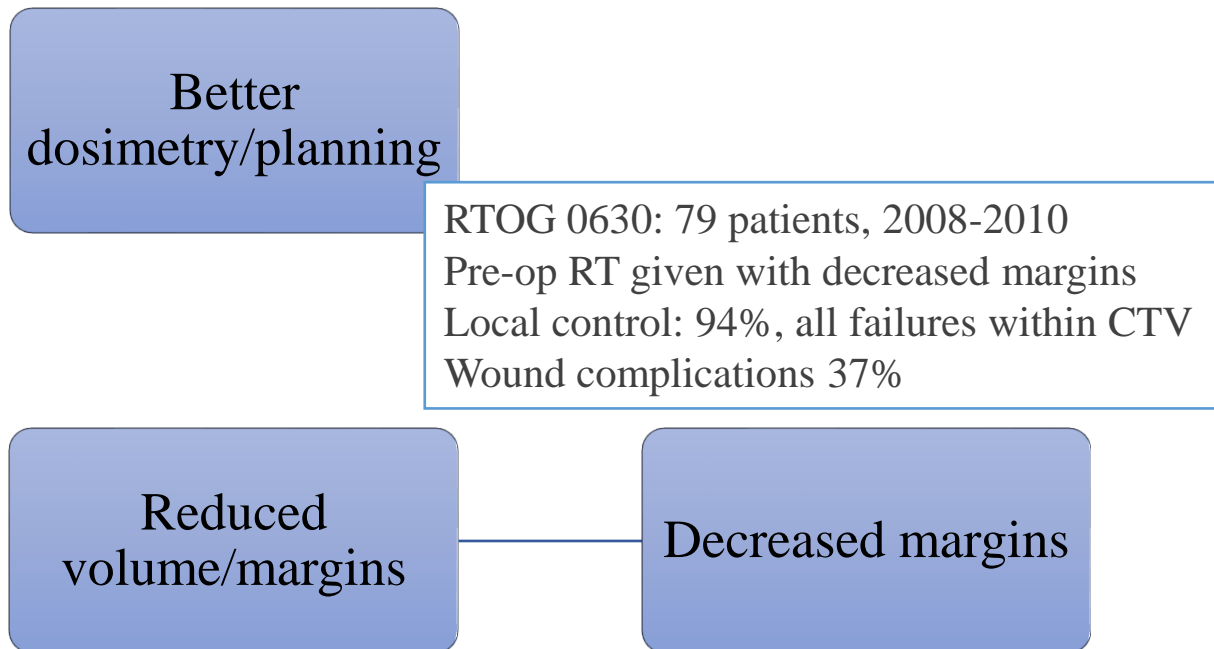 Better
dosimetry/planning
RTOG 0630: 79 patients, 2008-2010
Pre-op RT given with decreased margins
Local control: 94%, all failures within CTV
Wound complications 37%
Reduced
volume/margins
Decreased margins